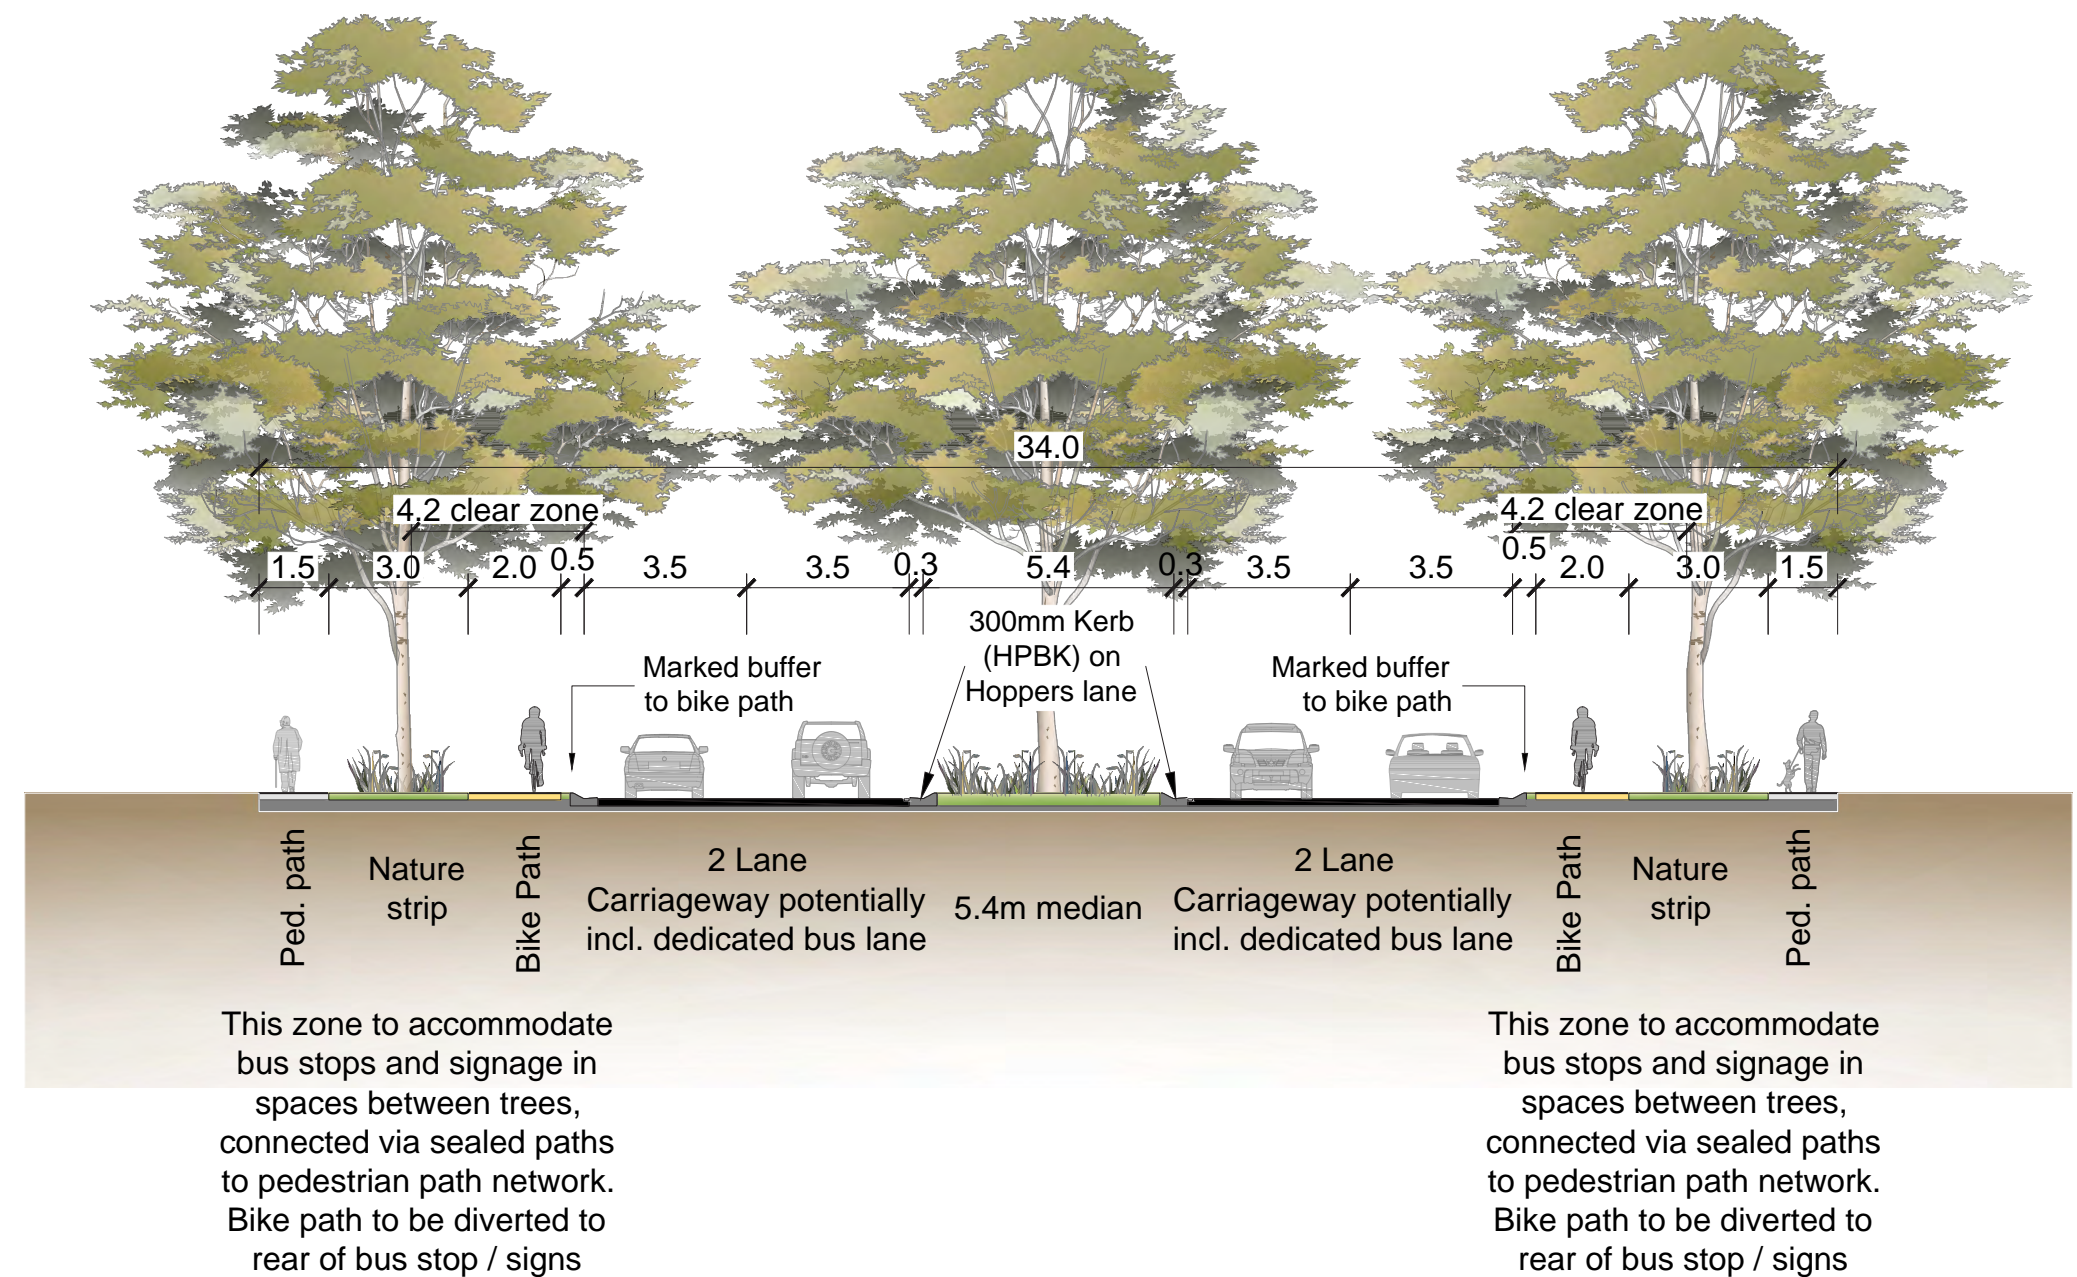 34.0
4.2 clear zone
4.2 clear zone
1.5
3.0
2.0
0.5
3.5
3.5
0.3
5.4
0.3
3.5
3.5
0.5
2.0
3.0
1.5
Marked buffer
to bike path
300mm Kerb
(HPBK) on
Hoppers lane
Marked buffer
to bike path
Ped. path
Nature
strip
Bike Path
2 Lane
Carriageway potentially
incl. dedicated bus lane
5.4m median
2 Lane
Carriageway potentially
incl. dedicated bus lane
Bike Path
Nature
strip
Ped. path
This zone to accommodate
bus stops and signage in
spaces between trees,
connected via sealed paths
to pedestrian path network.
Bike path to be diverted to
rear of bus stop / signs
This zone to accommodate
bus stops and signage in
spaces between trees,
connected via sealed paths
to pedestrian path network.
Bike path to be diverted to
rear of bus stop / signs